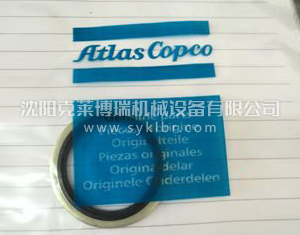 Atlas Copco
沈阳克莱博瑞机械设备有限公司
www.syklbr.com
Originalteile
Piezas originales
Originaldelar
Originele Onderdelen